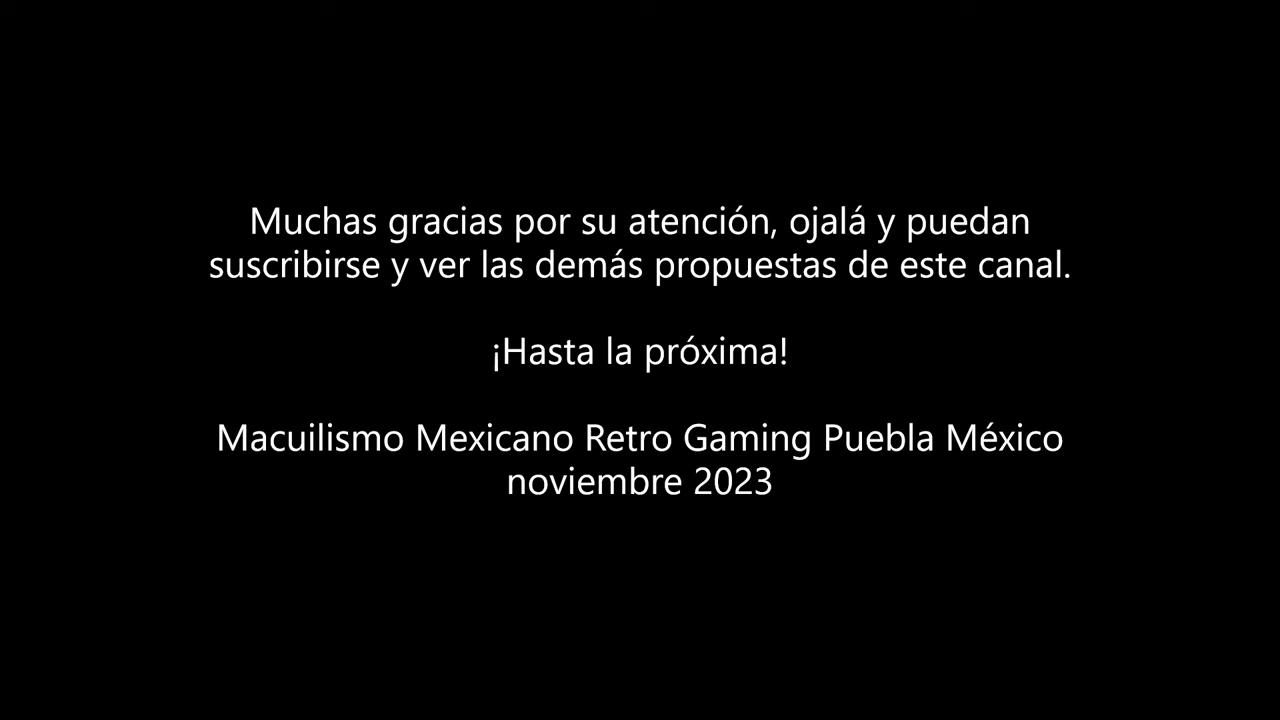 Muchas gracias por su atención, ojalá y puedan
suscribirse y ver las demás propuestas de este canal.
¡Hasta la próxima!
Macuilismo Mexicano Retro Gaming Puebla México
noviembre 2023